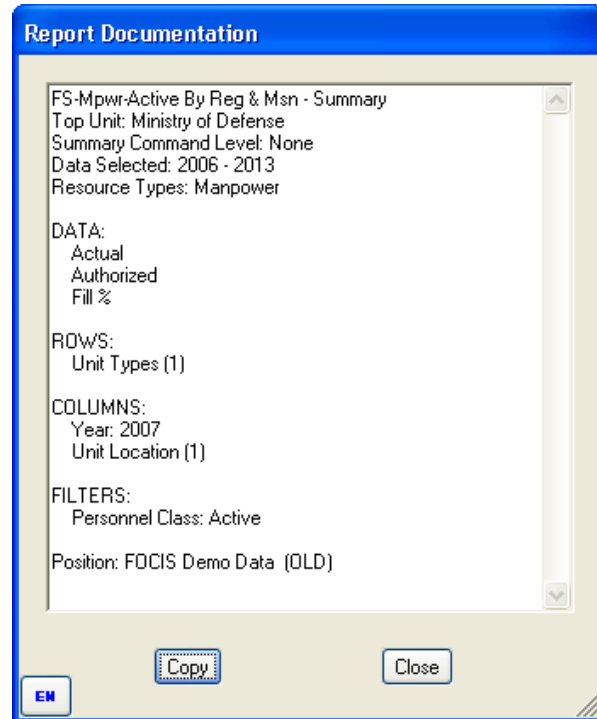 Report Documentation
FS-Mpwr-Active By Reg & Msn - Summary
Top Unit: Ministry of Defense
Summary Command Level: None
Data Selected: 2006 - 2013
Resource Types: Manpower
DATA:
Actual
Authorized
Fill %
ROWS:
Unit Types (1)
COLUMNS:
Year: 2007
Unit Location (1)
FILTERS:
Personnel Class: Active
Position: FOCIS Demo Data (OLD)
Copy
Close
EN